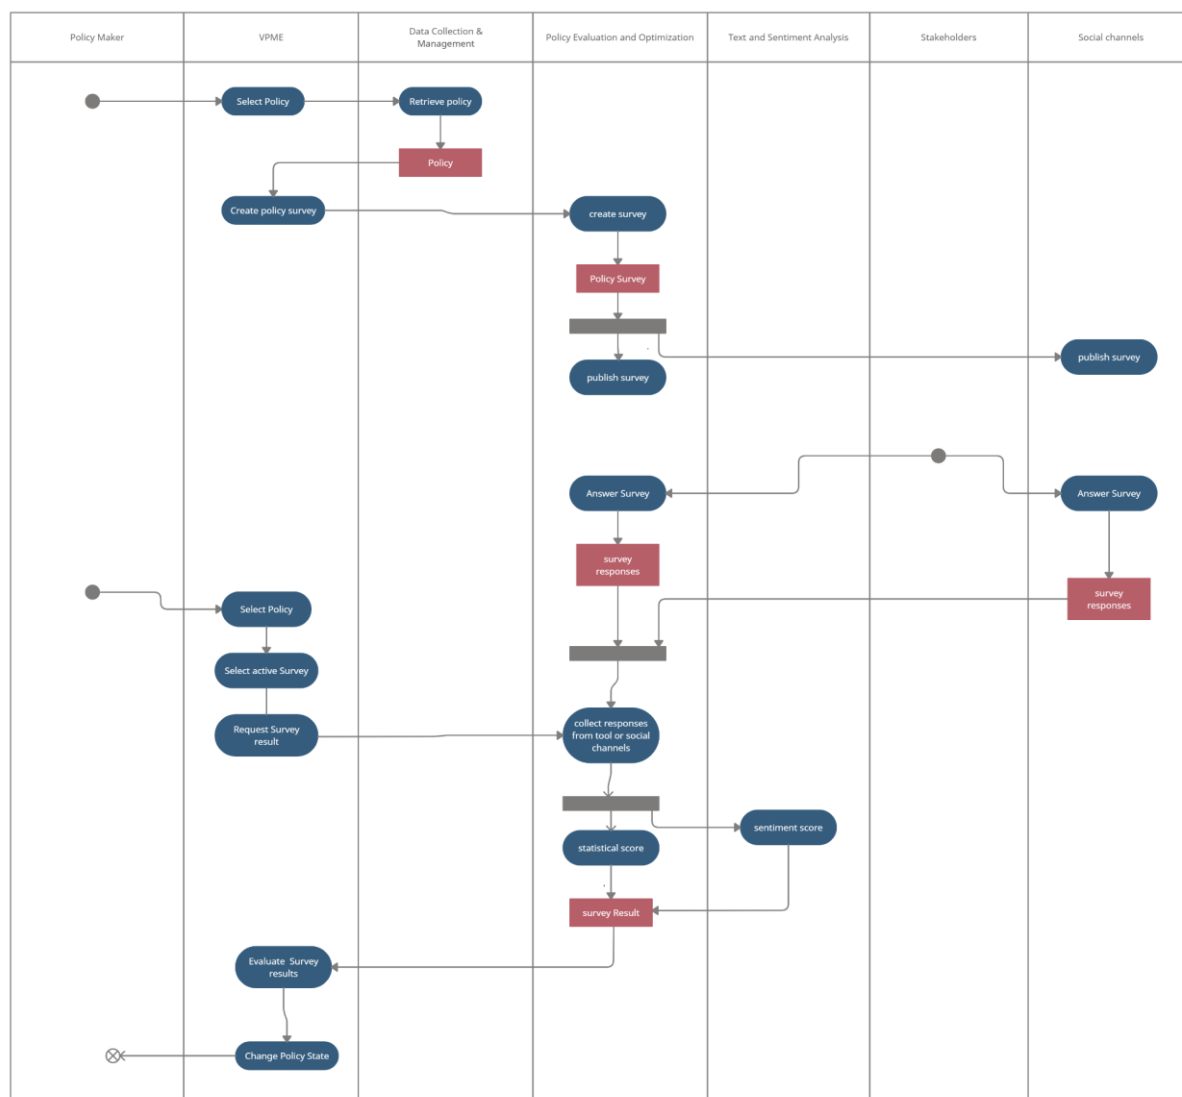 Policy Maker
VPME
Data Collection &
Management
Policy Evaluation and Optimization
Text and Sentiment Analysis
Stakeholders
Social channels
Select Policy
Retrieve policy
Policy
Create policy survey
create survey
Policy Survey
publish survey
publish survey
Answer Survey
Answer Survey
survey
responses
survey
responses
Select Policy
Select active Survey
Request Survey
result
collect responses
from tool or social
channels
sentiment score
statistical score
survey Result
Evaluate Survey
results
Change Policy State